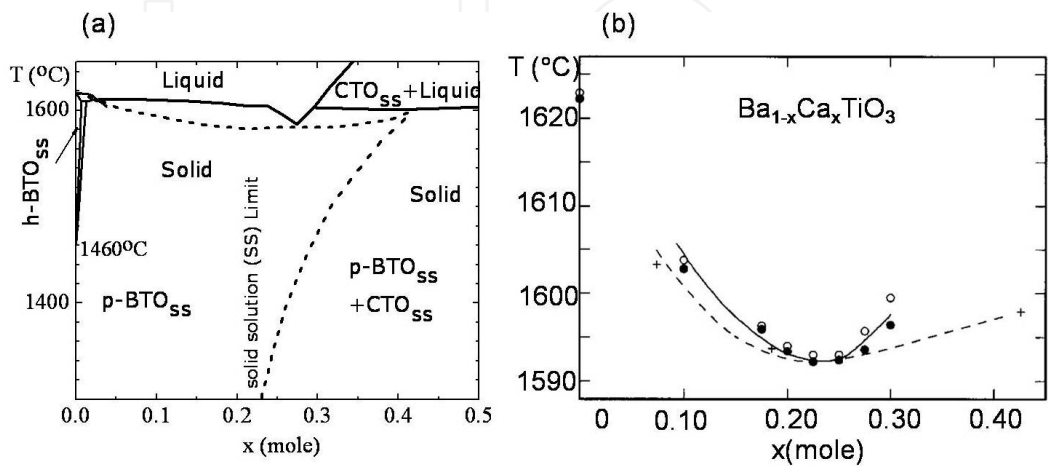 (a)
T (°C)
1600
1400
h-BTOss
Liquid
CTOss+Liquid
Solid
Solid
1460°C
p-BTOss
solid solution (SS) Limit
p-BTOss
+CTOss
0.0 0.1 0.2 0.3 0.4 0.5
x (mole)
(b)
T (°C)
Ba1-xCaxTiO3
1620
1610
1600
1590
0 0.10 0.20 0.30 0.40
x(mole)